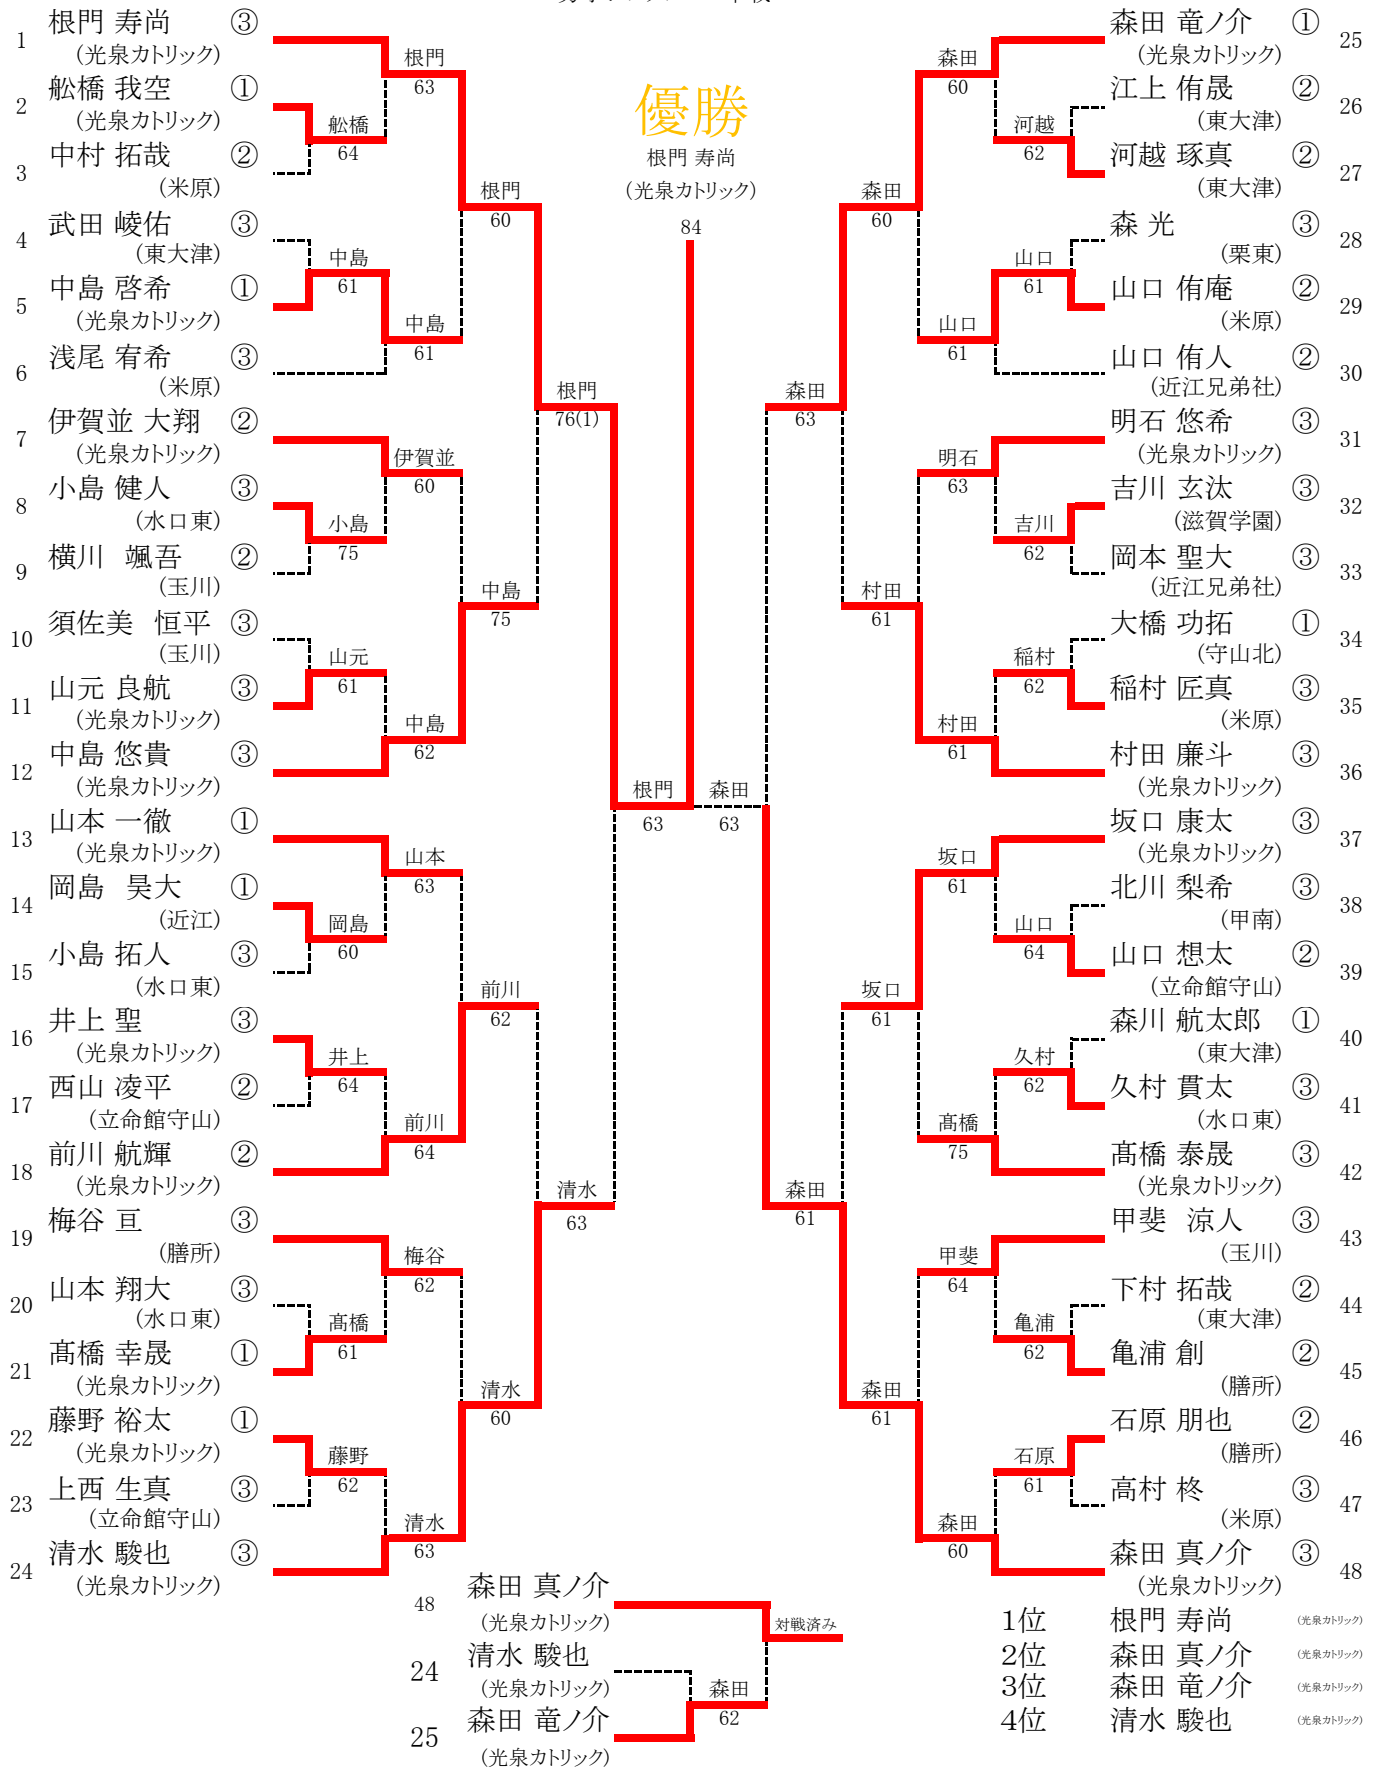 根門 寿尚 ③
1
(光泉カトリック)
舩橋 我空 ①
2
(光泉カトリック)
中村 拓哉 ②
3
(米原)
武田 崚佑 ③
4
(東大津)
中島 啓希 ①
5
(光泉カトリック)
浅尾 宥希 ③
6
(米原)
伊賀並 大翔 ②
7
(光泉カトリック)
小島 健人 ③
8
(水口東)
横川 颯吾 ②
9
(玉川)
須佐美 恒平 ③
10
(玉川)
山元 良航 ③
11
(光泉カトリック)
中島 悠貴 ③
12
(光泉カトリック)
山本 一徹 ①
13
(光泉カトリック)
岡島 昊大 ①
14
(近江)
小島 拓人 ③
15
(水口東)
井上 聖 ③
16
(光泉カトリック)
西山 凌平 ②
17
(立命館守山)
前川 航輝 ②
18
(光泉カトリック)
梅谷 亘 ③
19
(膳所)
山本 翔大 ③
20
(水口東)
髙橋 幸晟 ①
21
(光泉カトリック)
藤野 裕太 ①
22
(光泉カトリック)
上西 生真 ③
23
(立命館守山)
清水 駿也 ③
24
(光泉カトリック)
舩橋
64
中島
61
小島
75
山元
61
岡島
60
井上
64
髙橋
61
藤野
62
根門
63
中島
61
伊賀並
60
中島
62
山本
63
前川
64
梅谷
62
清水
63
根門
60
中島
75
前川
62
清水
60
根門
76(1)
清水
63
根門
63
優勝
根門 寿尚
(光泉カトリック)
84
森田
63
森田
63
森田
61
森田
60
村田
61
坂口
61
森田
61
森田
60
山口
61
明石
63
村田
61
坂口
61
髙橋
75
甲斐
64
森田
60
河越
62
山口
61
吉川
62
稲村
62
山口
64
久村
62
亀浦
62
石原
61
森田 竜ノ介 ①
25
(光泉カトリック)
江上 侑晟 ②
26
(東大津)
河越 琢真 ②
27
(東大津)
森 光 ③
28
(栗東)
山口 侑庵 ②
29
(米原)
山口 侑人 ②
30
(近江兄弟社)
明石 悠希 ③
31
(光泉カトリック)
吉川 玄汰 ③
32
(滋賀学園)
岡本 聖大 ③
33
(近江兄弟社)
大橋 功拓 ①
34
(守山北)
稲村 匠真 ③
35
(米原)
村田 廉斗 ③
36
(光泉カトリック)
坂口 康太 ③
37
(光泉カトリック)
北川 梨希 ③
38
(甲南)
山口 想太 ②
39
(立命館守山)
森川 航太郎 ①
40
(東大津)
久村 貫太 ③
41
(水口東)
髙橋 泰晟 ③
42
(光泉カトリック)
甲斐 涼人 ③
43
(玉川)
下村 拓哉 ②
44
(東大津)
亀浦 創 ②
45
(膳所)
石原 朋也 ②
46
(膳所)
高村 柊 ③
47
(米原)
森田 真ノ介 ③
48
(光泉カトリック)
48 森田 真ノ介
(光泉カトリック)
対戦済み
24 清水 駿也
(光泉カトリック)
森田
62
25 森田 竜ノ介
(光泉カトリック)
1位 根門 寿尚 (光泉カトリック)
2位 森田 真ノ介 (光泉カトリック)
3位 森田 竜ノ介 (光泉カトリック)
4位 清水 駿也 (光泉カトリック)